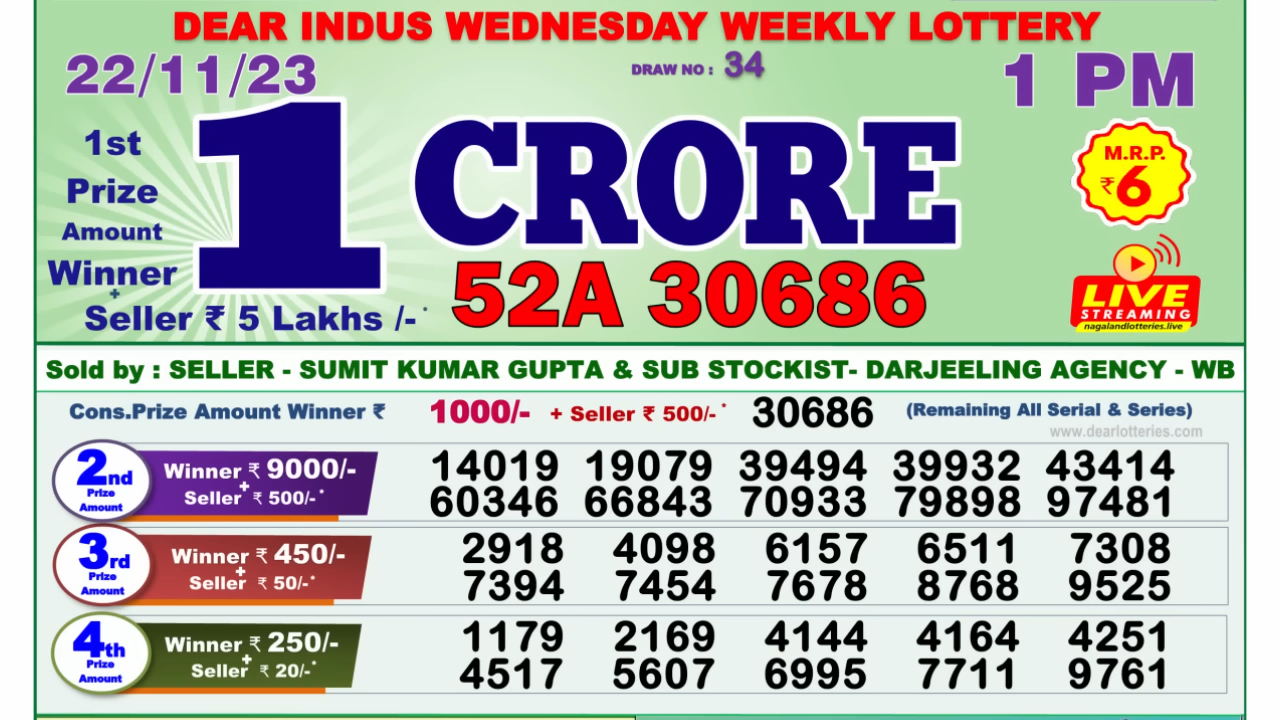 DEAR INDUS WEDNESDAY WEEKLY LOTTERY
22/11/23
DRAW NO : 34
1 PM
1st
Prize
Amount
Winner
+
Seller ₹ 5 Lakhs /-*
1 CRORE
52A 30686
M.R.P.
₹6
LIVE
STREAMING
nagalandlotteries.live
Sold by : SELLER - SUMIT KUMAR GUPTA & SUB STOCKIST- DARJEELING AGENCY - WB
Cons.Prize Amount Winner ₹ 1000/- + Seller ₹ 500/-* 30686 (Remaining All Serial & Series)
www.dearlotteries.com
2nd
Prize
Amount
Winner ₹ 9000/-
+
Seller ₹ 500/-*
14019 19079 39494 39932 43414
60346 66843 70933 79898 97481
3rd
Prize
Amount
Winner ₹ 450/-
+
Seller ₹ 50/-*
2918 4098 6157 6511 7308
7394 7454 7678 8768 9525
4th
Prize
Amount
Winner ₹ 250/-
+
Seller ₹ 20/-*
1179 2169 4144 4164 4251
4517 5607 6995 7711 9761